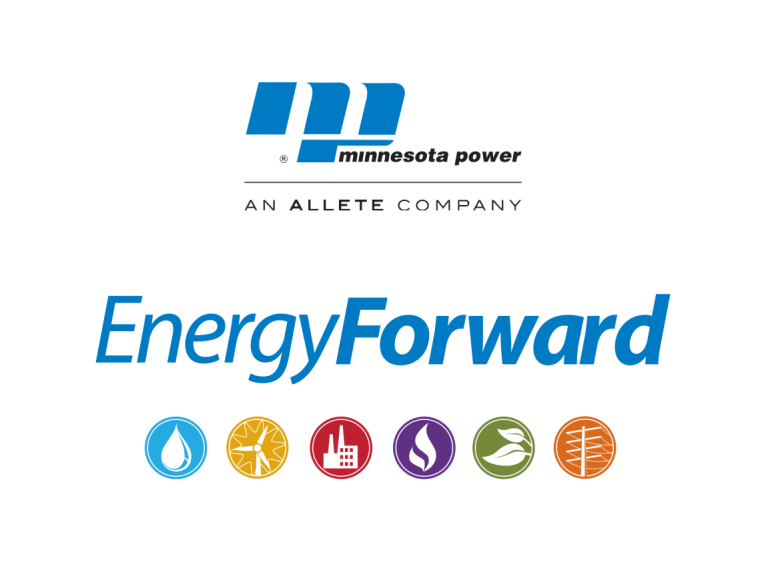 ® minnesota power
AN ALLETE COMPANY
EnergyForward